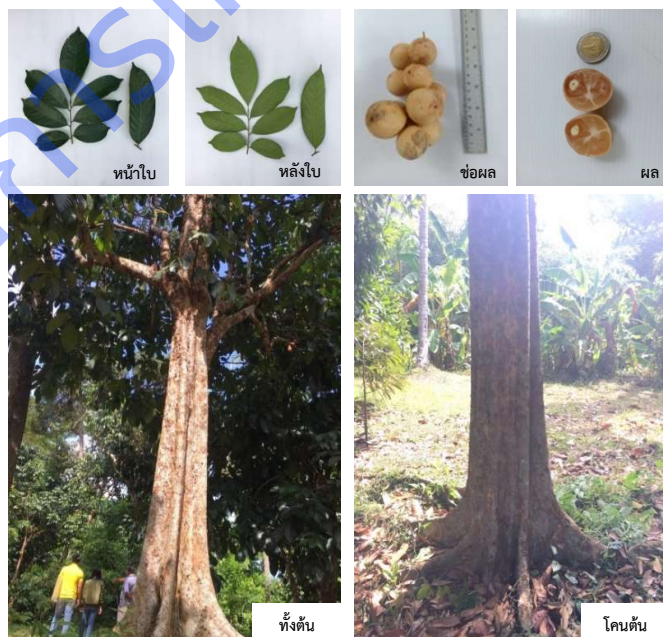 หน้าใบ
หลังใบ
ช่อผล
ผล
ทั้งต้น
โคนต้น